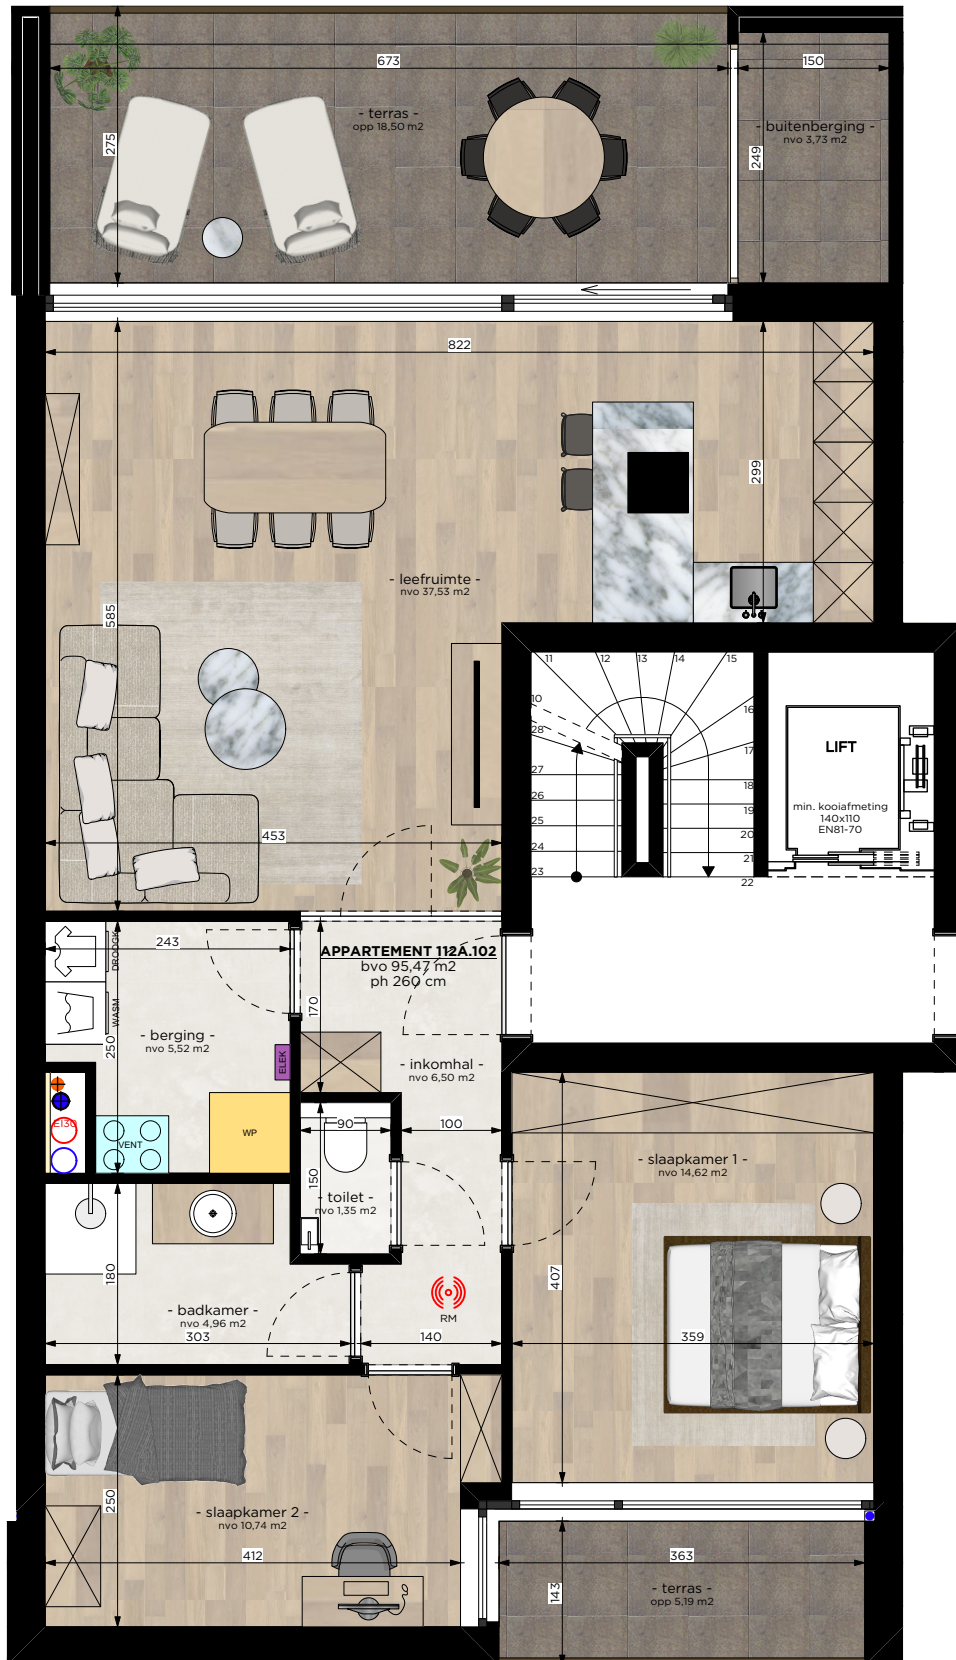 673
150
- terras -
opp 18,50 m2
275
- buitenberging -
nvo 3,73 m2
249
822
299
- leefruimte -
nvo 37,53 m2
585
453
11
12
13
14
15
10
16
28
17
27
18
26
19
25
20
24
21
23
22
LIFT
min. kooiafmeting
140x110
EN81-70
243
DROOGK
WASM
250
- berging -
nvo 5,52 m2
ELEK
WP
VENT
EI30
APPARTEMENT 112A.102
bvo 95,47 m2
ph 260 cm
170
- inkomhal -
nvo 6,50 m2
90
100
150
- toilet -
nvo 1,35 m2
- slaapkamer 1 -
nvo 14,62 m2
407
359
180
- badkamer -
nvo 4,96 m2
303
140
RM
250
- slaapkamer 2 -
nvo 10,74 m2
412
363
143
- terras -
opp 5,19 m2